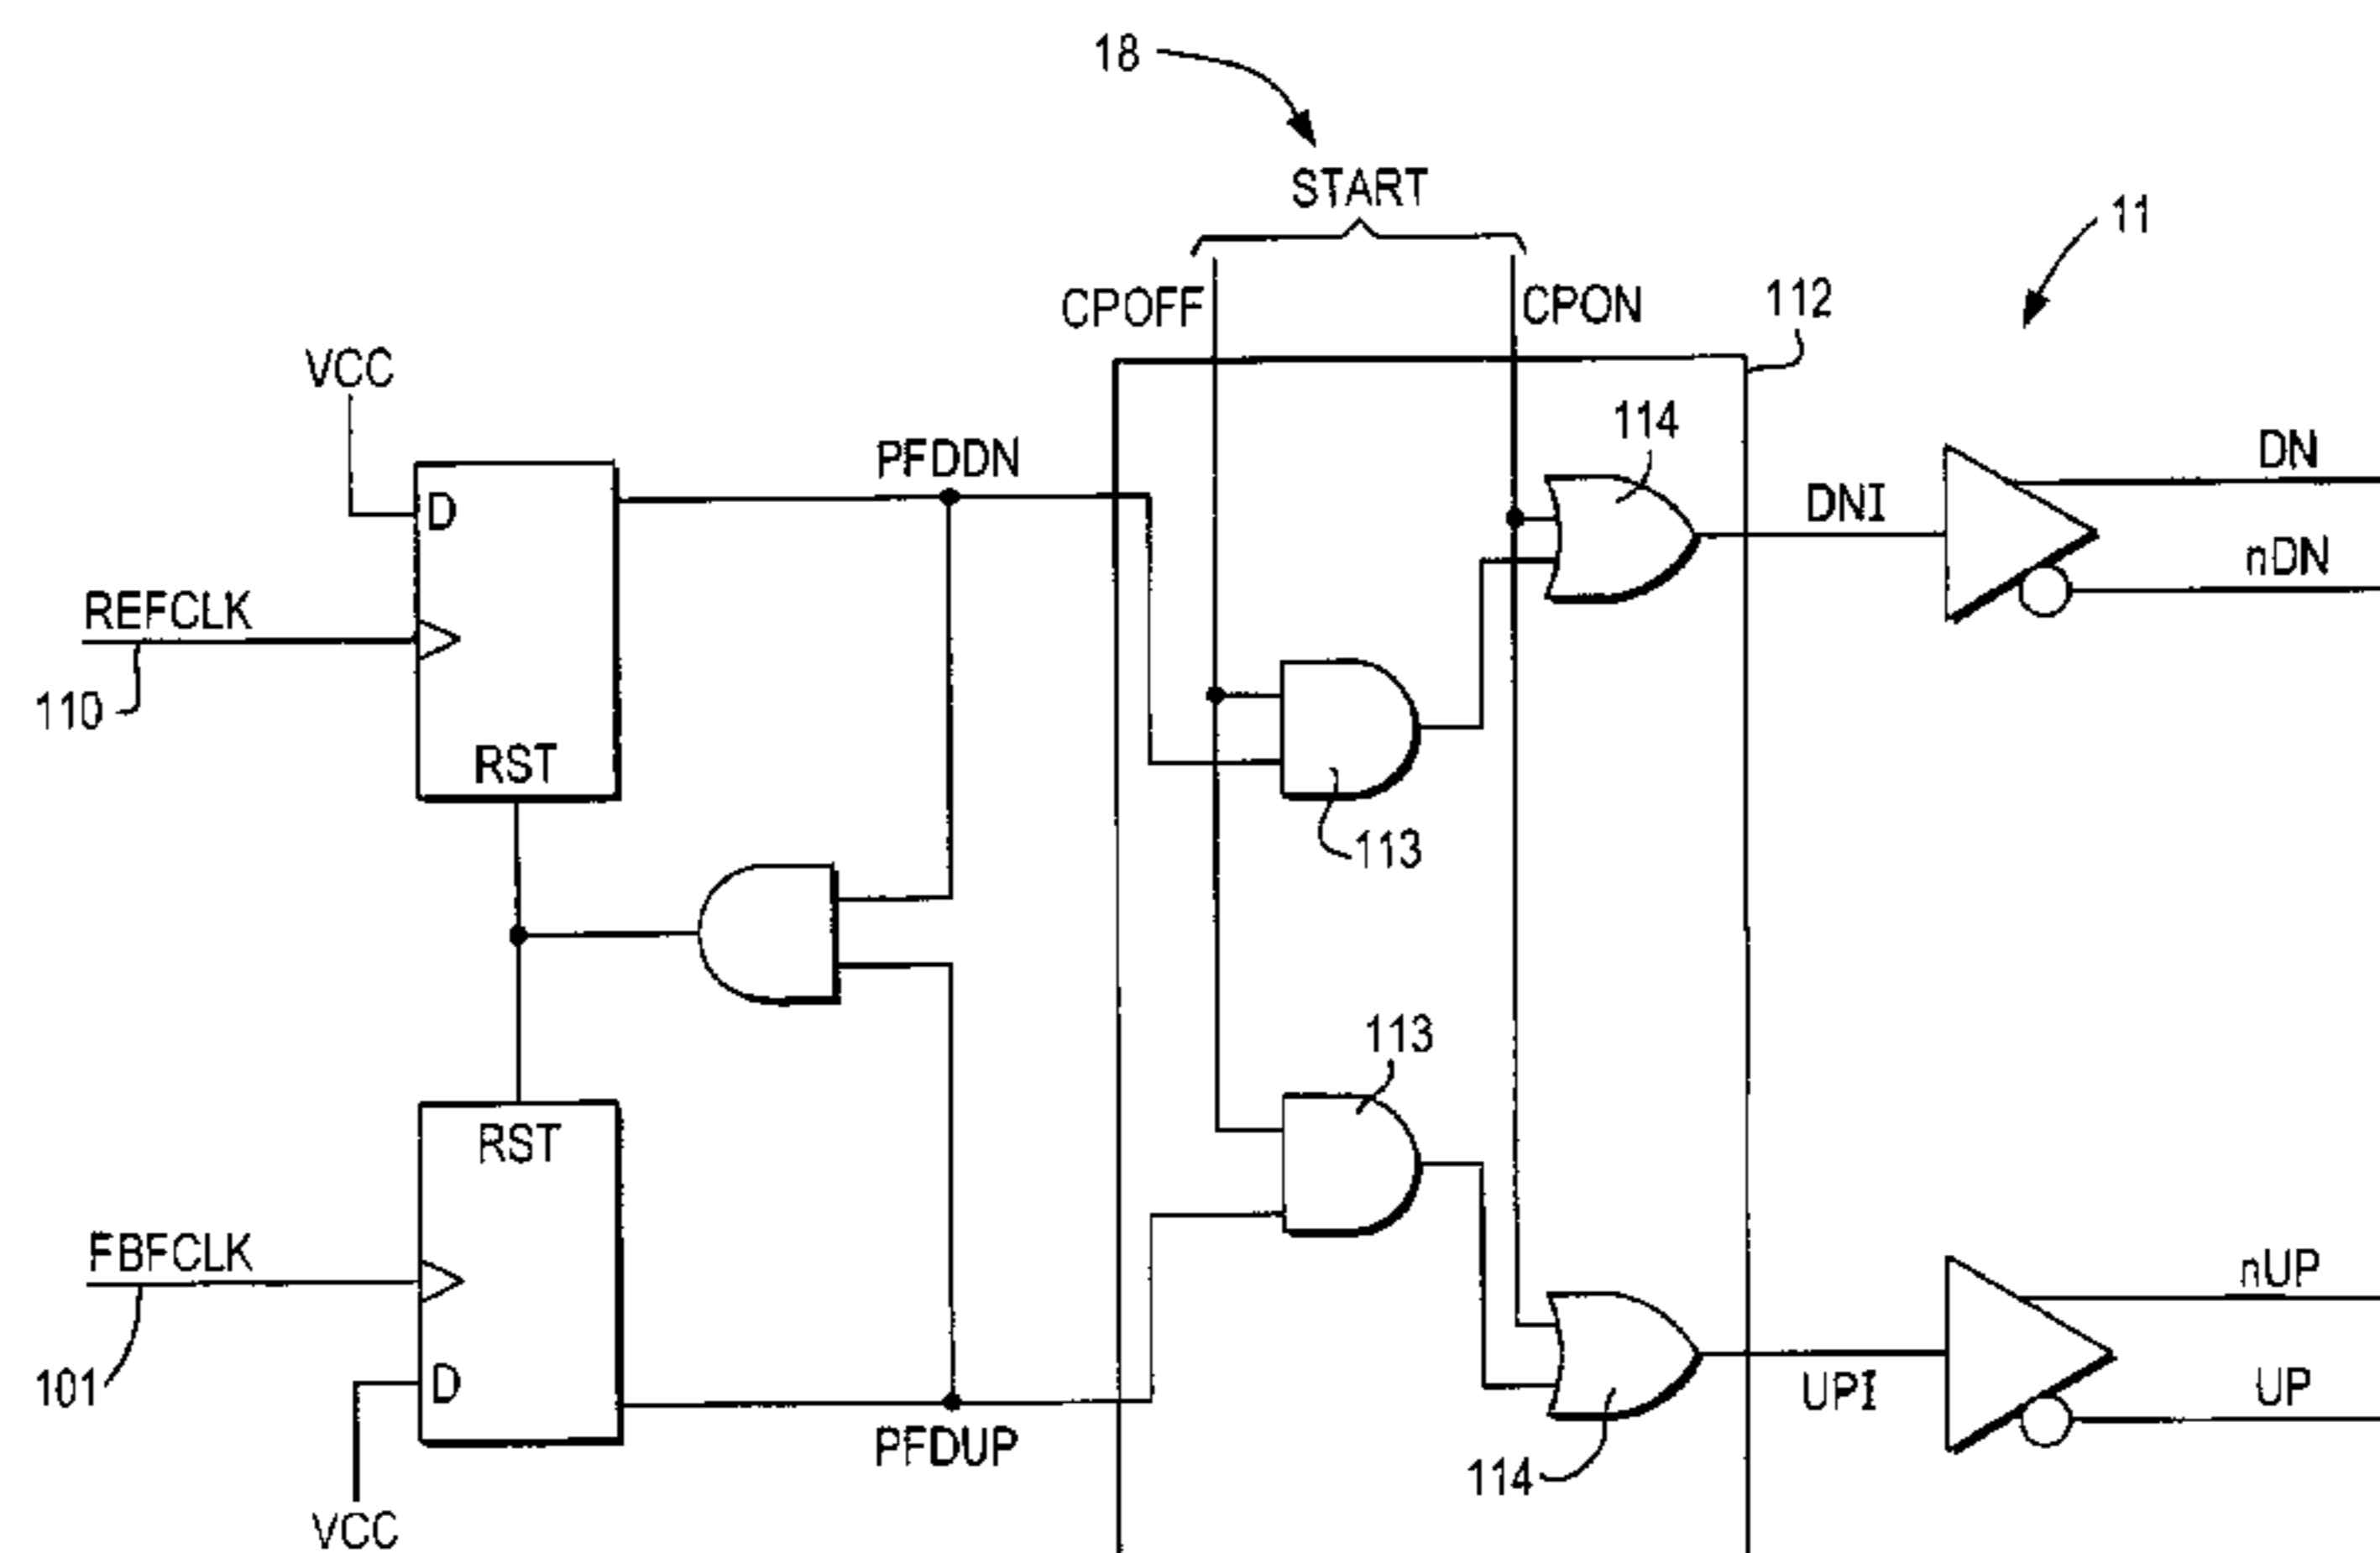 18
START
11
CPOFF
CPON
112
VCC
114
PFDDN
DN
D
DNI
nDN
REFCLK
110
RST
113
113
RST
FBFCLK
nUP
101
D
UPI
UP
PFDUP
114
VCC